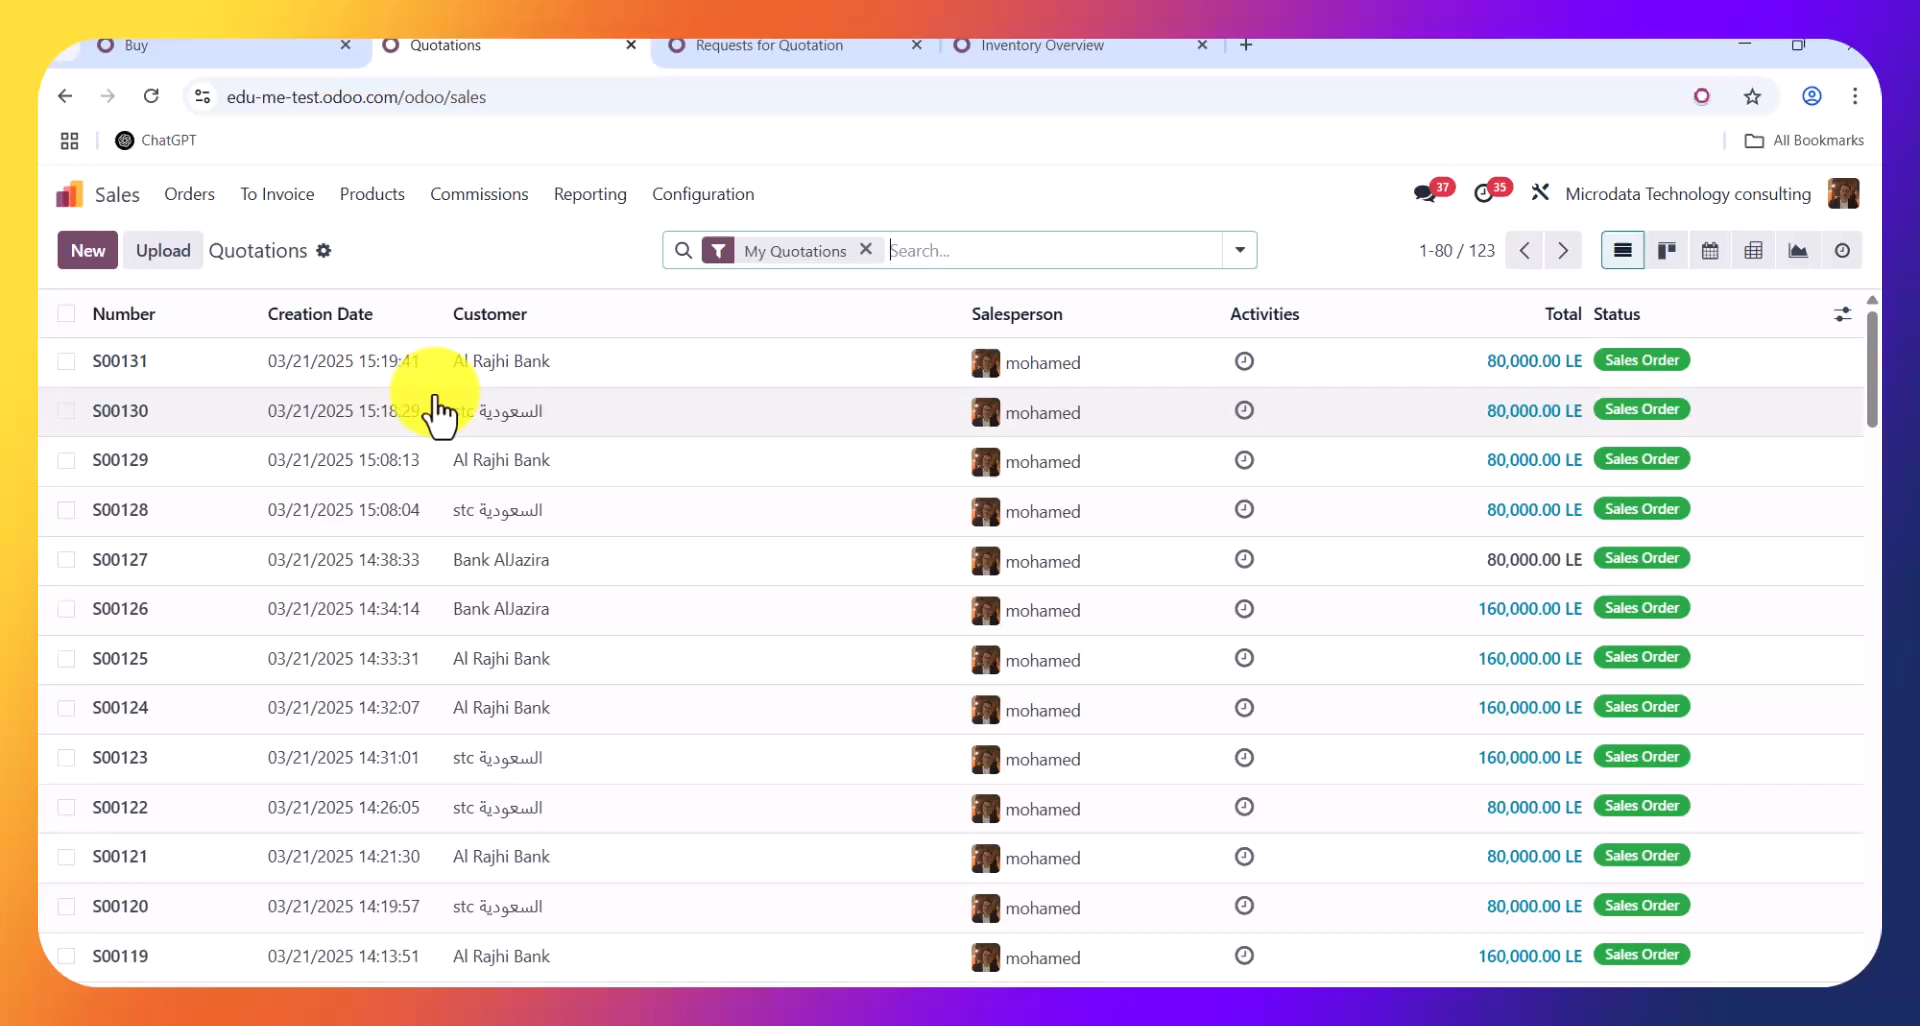 Buy
Quotations
Requests for Quotation
Inventory Overview
edu-me-test.odoo.com/odoo/sales
ChatGPT
All Bookmarks
Sales Orders To Invoice Products Commissions Reporting Configuration 37 35 Microdata Technology consulting
New Upload Quotations My Quotations Search... 1-80 / 123
Number Creation Date Customer Salesperson Activities Total Status
S00131 03/21/2025 15:19:41 Al Rajhi Bank mohamed 80,000.00 LE Sales Order
S00130 03/21/2025 15:18:29 stc السعودية mohamed 80,000.00 LE Sales Order
S00129 03/21/2025 15:08:13 Al Rajhi Bank mohamed 80,000.00 LE Sales Order
S00128 03/21/2025 15:08:04 stc السعودية mohamed 80,000.00 LE Sales Order
S00127 03/21/2025 14:38:33 Bank AlJazira mohamed 80,000.00 LE Sales Order
S00126 03/21/2025 14:34:14 Bank AlJazira mohamed 160,000.00 LE Sales Order
S00125 03/21/2025 14:33:31 Al Rajhi Bank mohamed 160,000.00 LE Sales Order
S00124 03/21/2025 14:32:07 Al Rajhi Bank mohamed 160,000.00 LE Sales Order
S00123 03/21/2025 14:31:01 stc السعودية mohamed 160,000.00 LE Sales Order
S00122 03/21/2025 14:26:05 stc السعودية mohamed 80,000.00 LE Sales Order
S00121 03/21/2025 14:21:30 Al Rajhi Bank mohamed 80,000.00 LE Sales Order
S00120 03/21/2025 14:19:57 stc السعودية mohamed 80,000.00 LE Sales Order
S00119 03/21/2025 14:13:51 Al Rajhi Bank mohamed 160,000.00 LE Sales Order